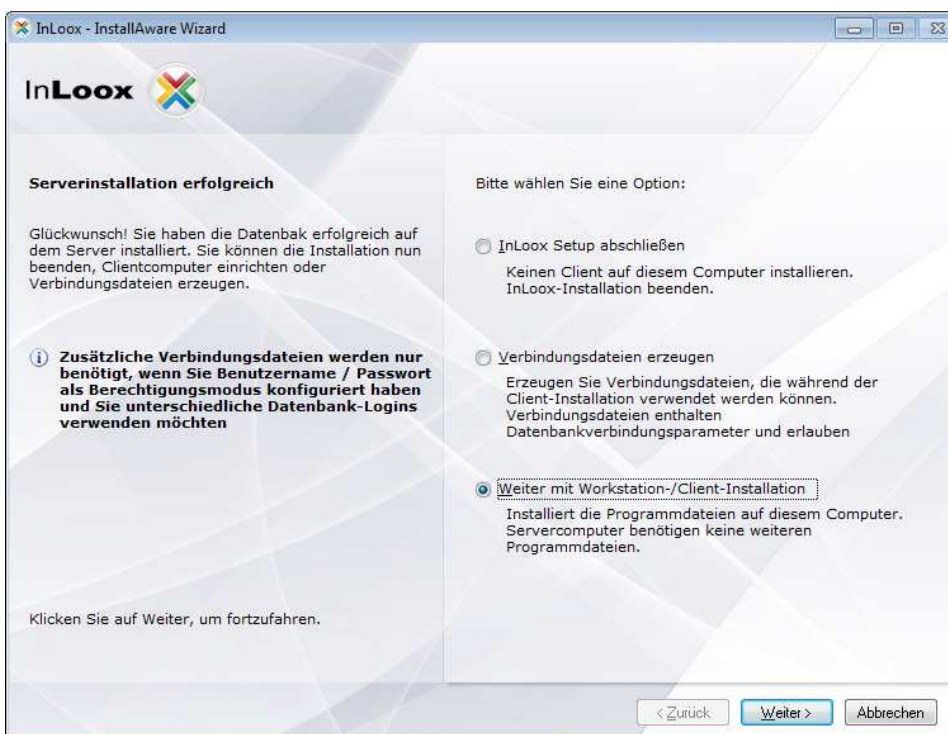 InLoox - InstallAware Wizard
InLoox
Serverinstallation erfolgreich
Glückwunsch! Sie haben die Datenbak erfolgreich auf
dem Server installiert. Sie können die Installation nun
beenden, Clientcomputer einrichten oder
Verbindungsdateien erzeugen.
Zusätzliche Verbindungsdateien werden nur
benötigt, wenn Sie Benutzername / Passwort
als Berechtigungsmodus konfiguriert haben
und Sie unterschiedliche Datenbank-Logins
verwenden möchten
Klicken Sie auf Weiter, um fortzufahren.
Bitte wählen Sie eine Option:
InLoox Setup abschließen
Keinen Client auf diesem Computer installieren.
InLoox-Installation beenden.
Verbindungsdateien erzeugen
Erzeugen Sie Verbindungsdateien, die während der
Client-Installation verwendet werden können.
Verbindungsdateien enthalten
Datenbankverbindungsparameter und erlauben
Weiter mit Workstation-/Client-Installation
Installiert die Programmdateien auf diesem Computer.
Servercomputer benötigen keine weiteren
Programmdateien.
< Zurück
Weiter >
Abbrechen